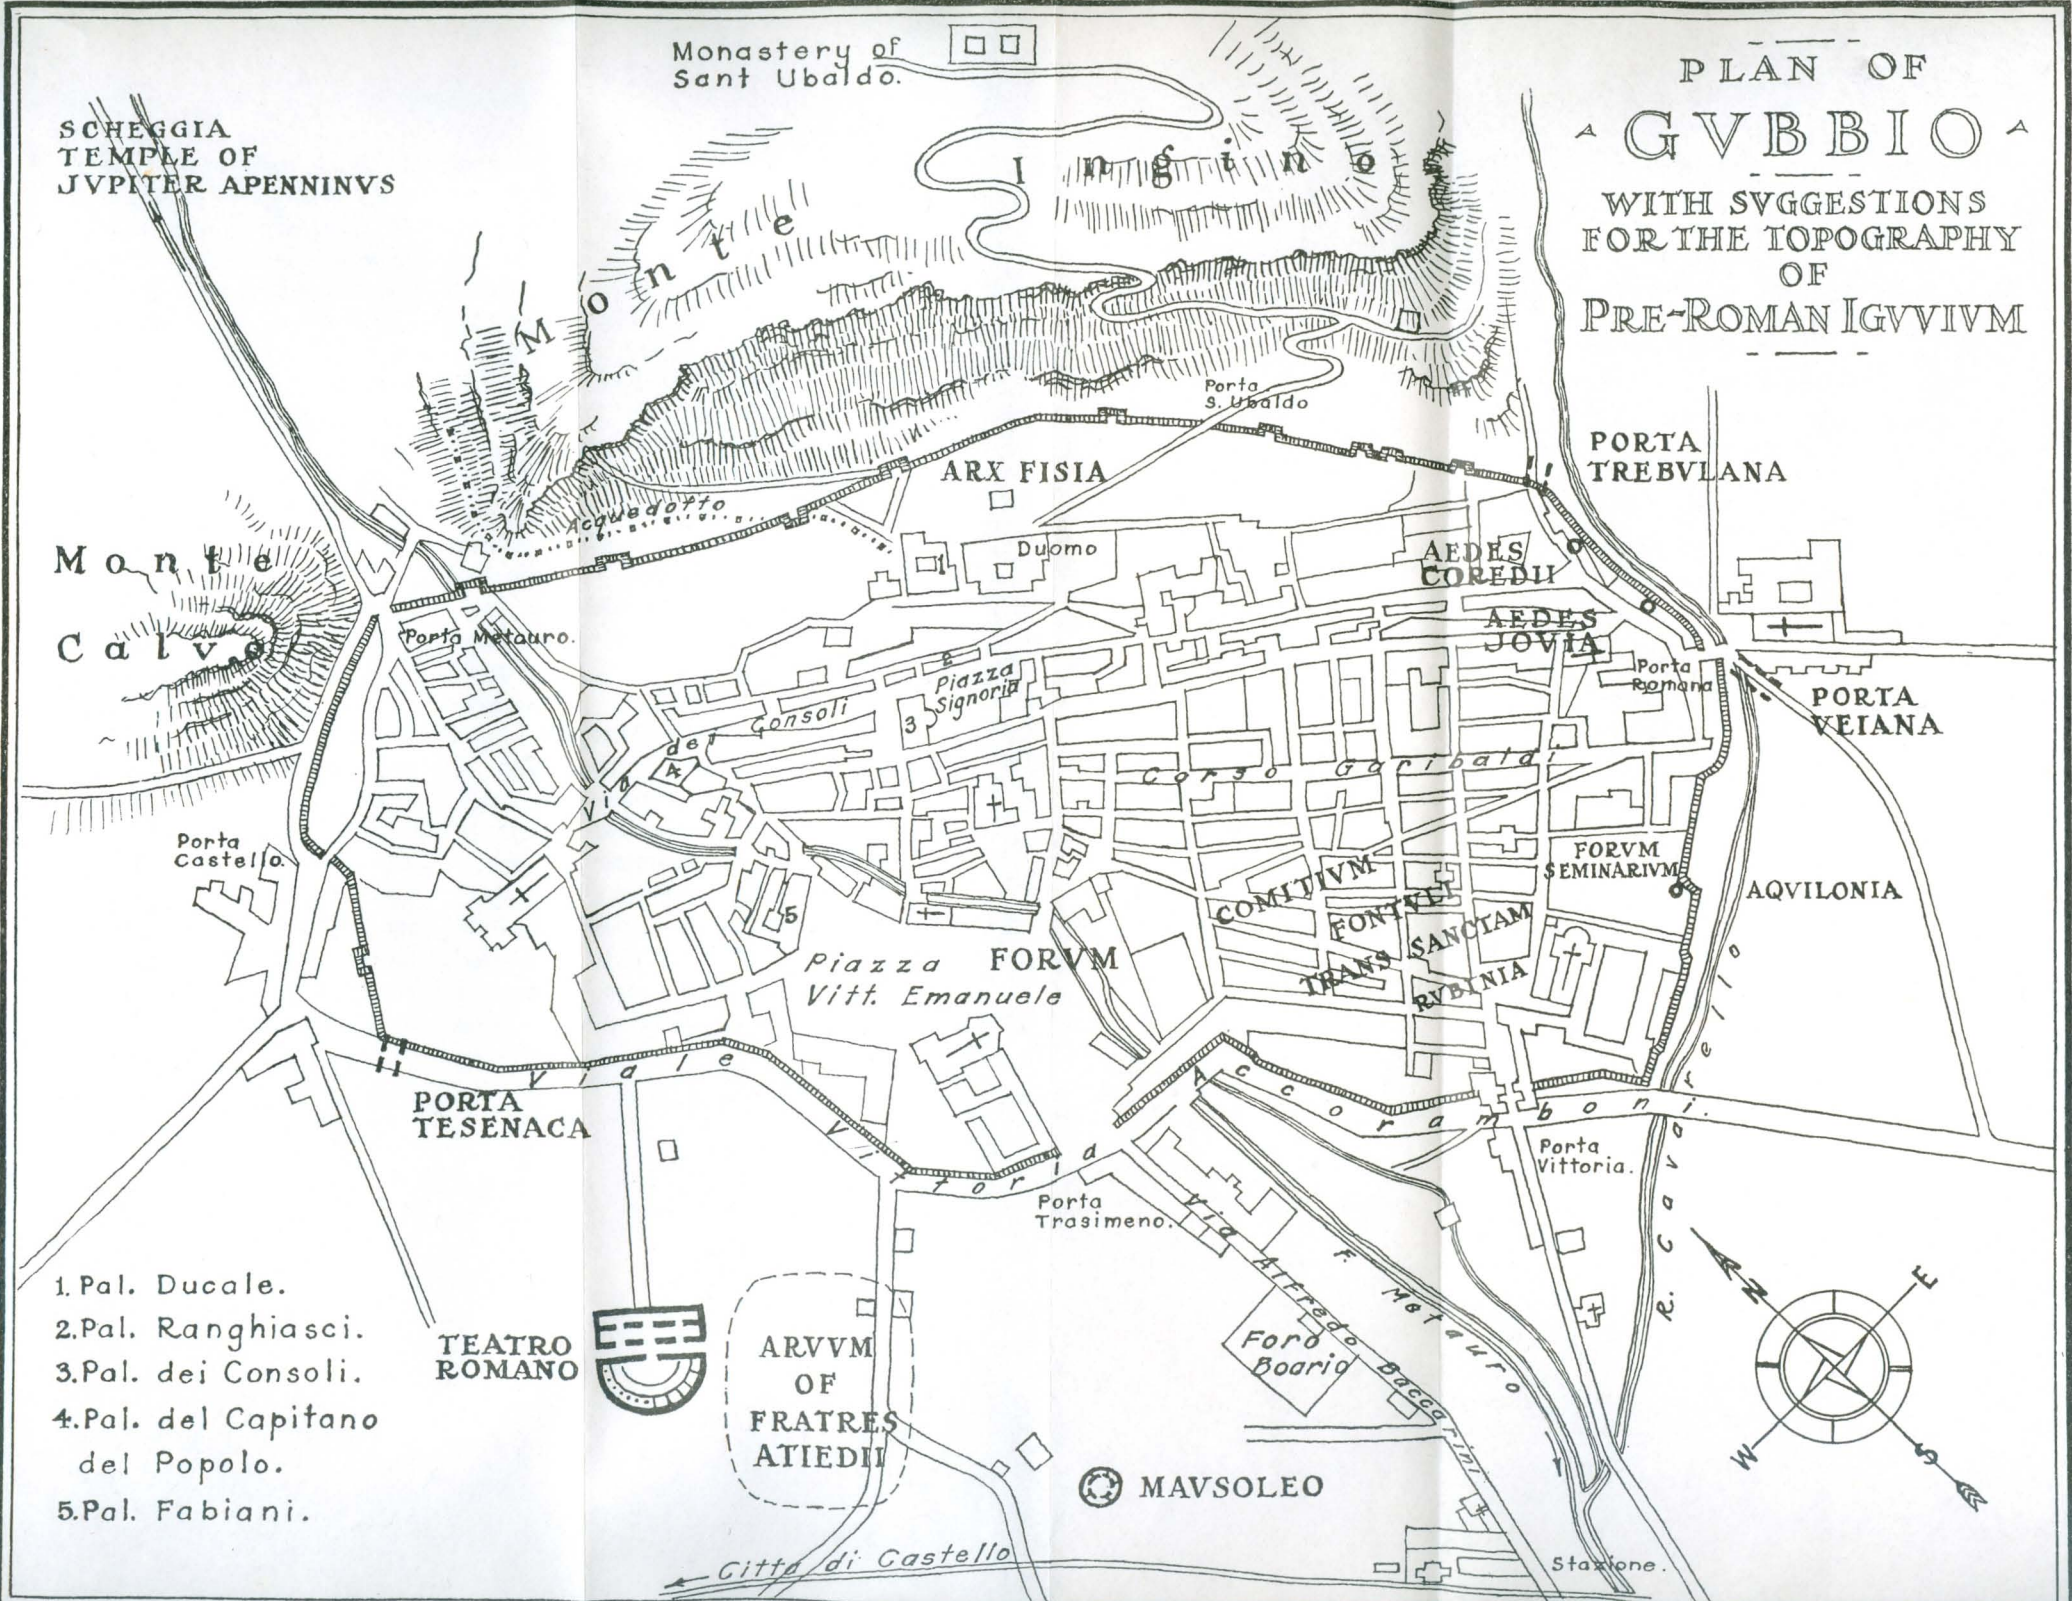 PLAN OF
GVBBIO
WITH SVGGESTIONS
FOR THE TOPOGRAPHY
OF
PRE-ROMAN IGVVIVM
Monastery of
Sant Ubaldo.
SCHEGGIA
TEMPLE OF
JVPITER APENNINVS
Monte Ingino
Porta
S. Ubaldo
PORTA
TREBVLANA
ARX FISIA
Acquedotto
Monte
Calvo
1
Duomo
AEDES
COREDII
AEDES
JOVIA
Porta Metauro.
2
Piazza
Signoria
Porta
Romana
PORTA
VEIANA
3
Via dei Consoli
4
Corso Garibaldi
Porta
Castello.
FORVM
SEMINARIVM
AQVILONIA
COMITIVM
FONTVLI
TRANS SANCTAM
RVBINIA
5
Piazza
Vitt. Emanuele
FORVM
R. Cavarello
PORTA
TESENACA
Viale Vittoria
Accoramboni.
Porta
Vittoria.
Porta
Trasimeno.
Via Alfredo Baccarini
F. Metauro
Foro
Boario
N
E
W
S
1. Pal. Ducale.
2. Pal. Ranghiasci.
3. Pal. dei Consoli.
4. Pal. del Capitano
del Popolo.
5. Pal. Fabiani.
TEATRO
ROMANO
ARVVM
OF
FRATRES
ATIEDII
MAVSOLEO
Citta di Castello
Stazione.